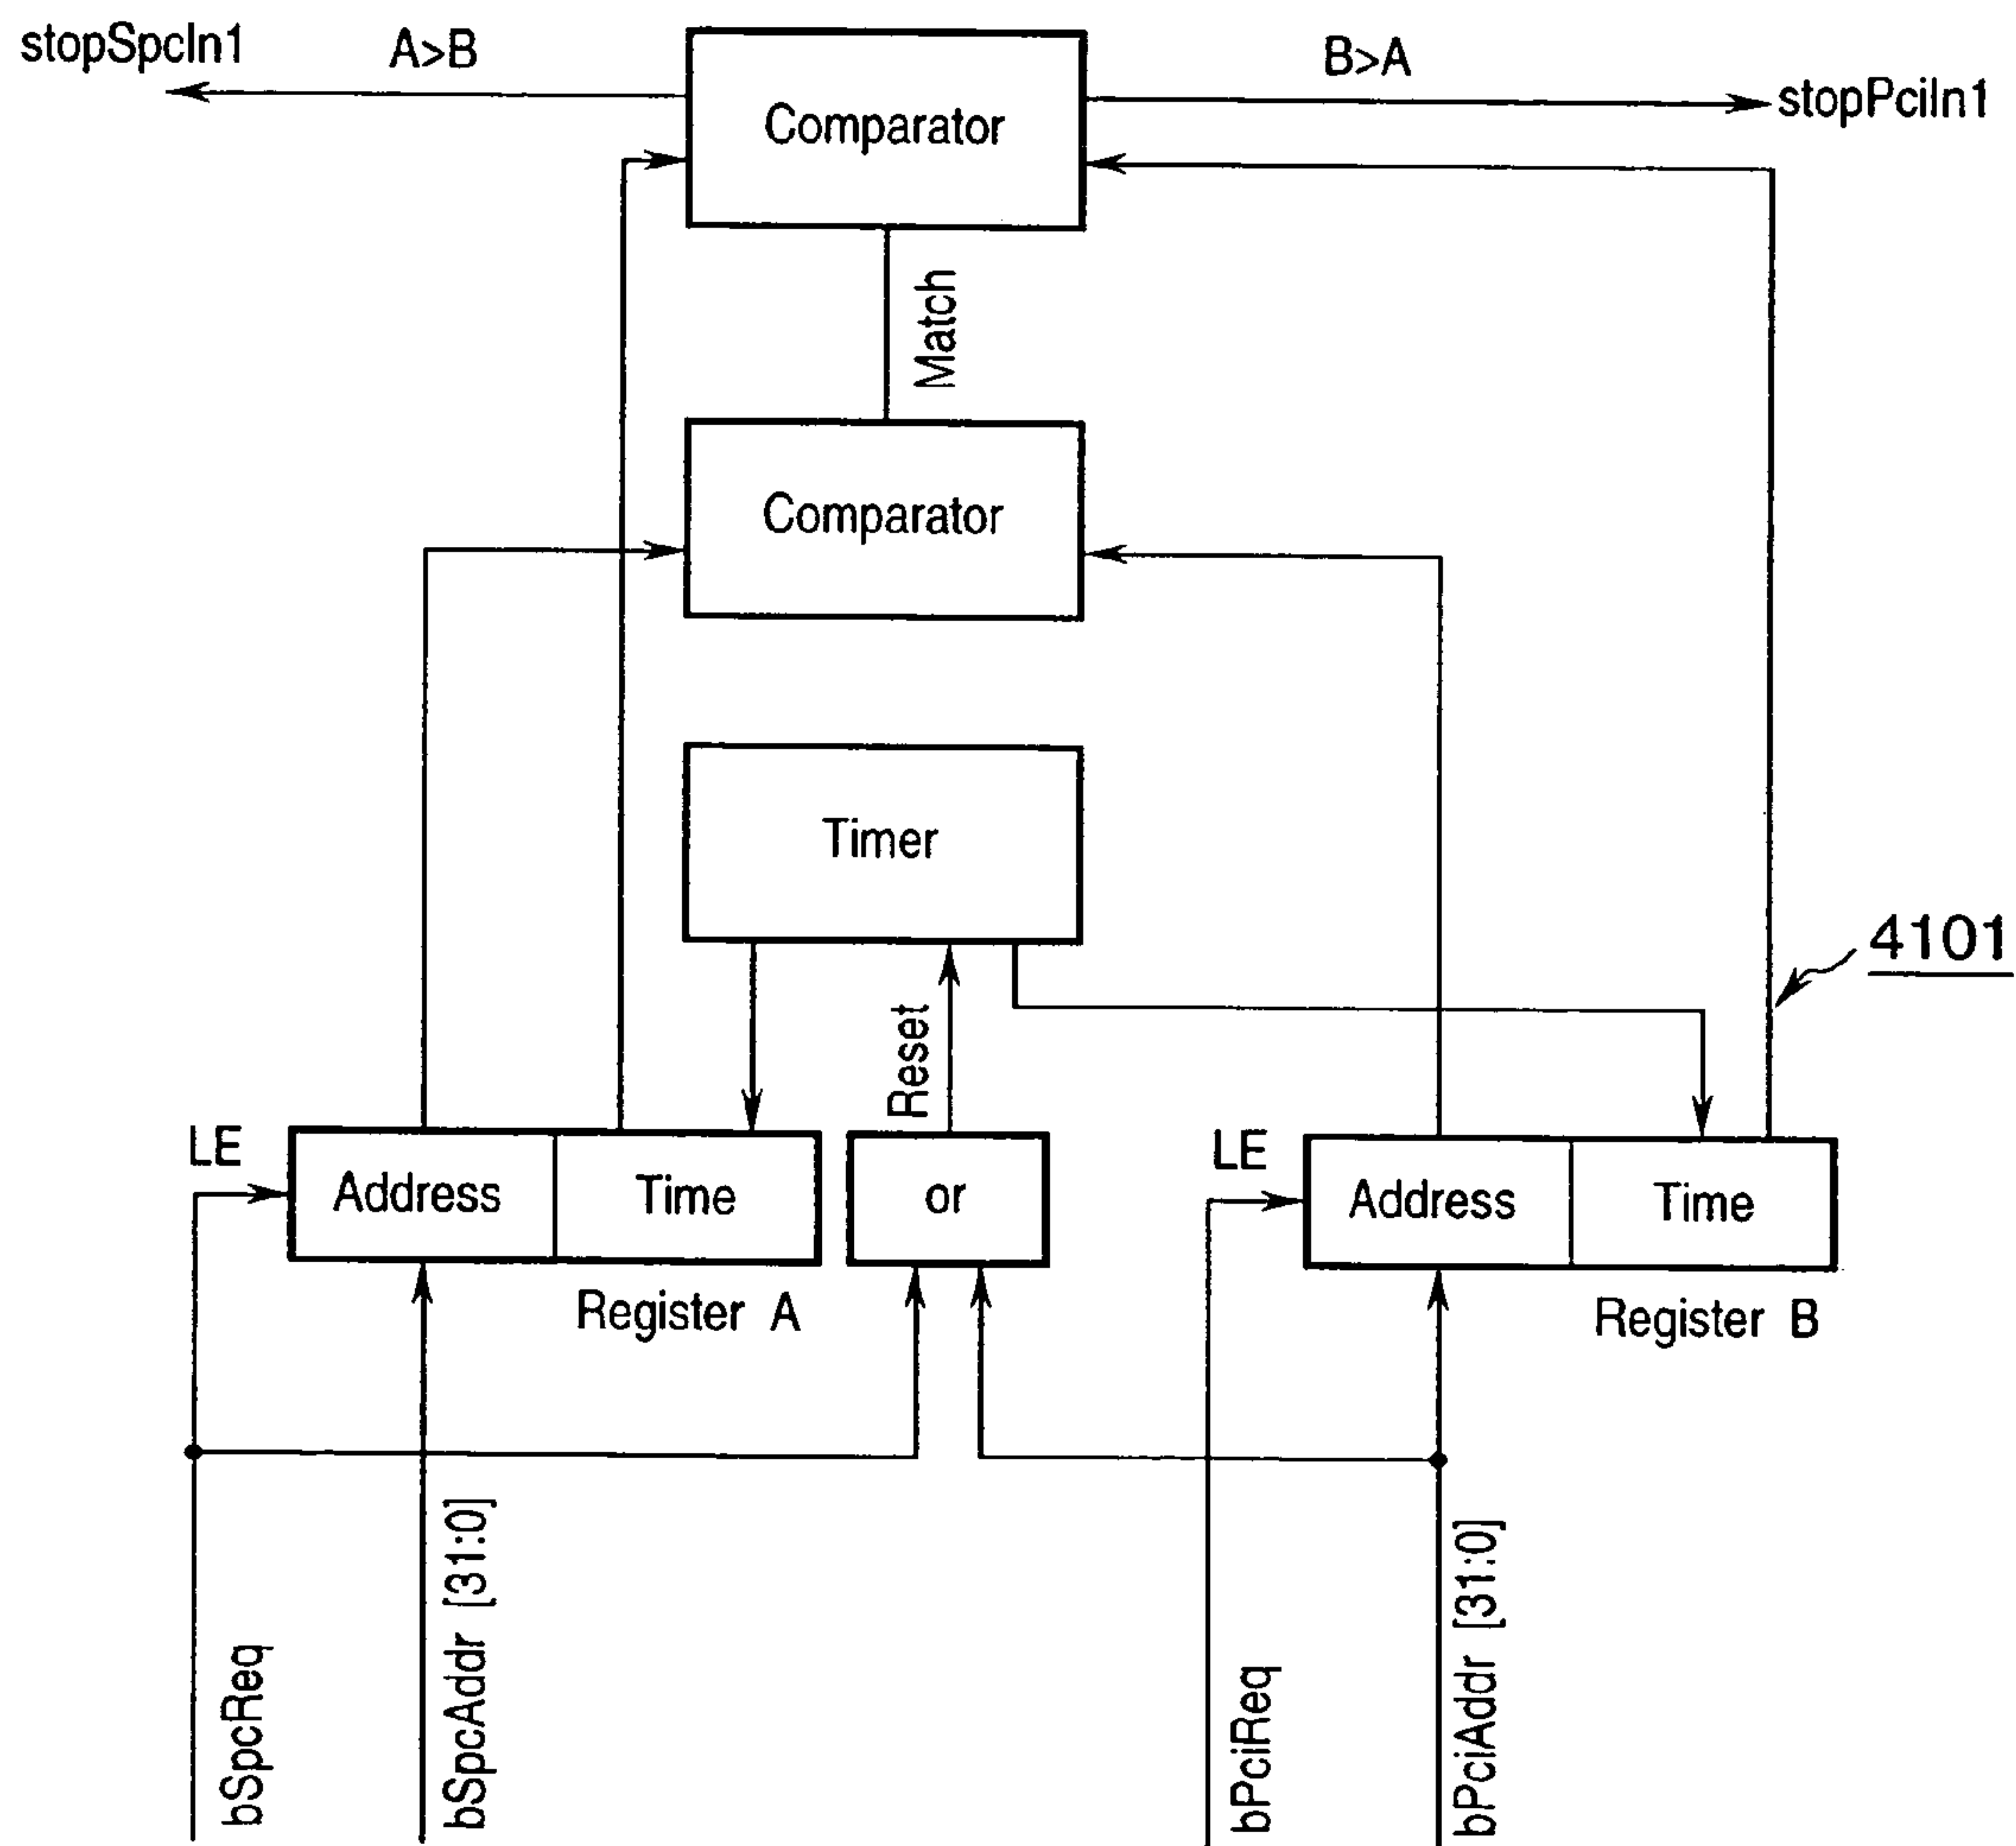 stopSpcIn1
A>B
B>A
stopPciIn1
Comparator
Match
Comparator
Timer
4101
Reset
LE
Address
Time
or
LE
Address
Time
Register A
Register B
bSpcReq
bSpcAddr [31:0]
bPciReq
bPciAddr [31:0]